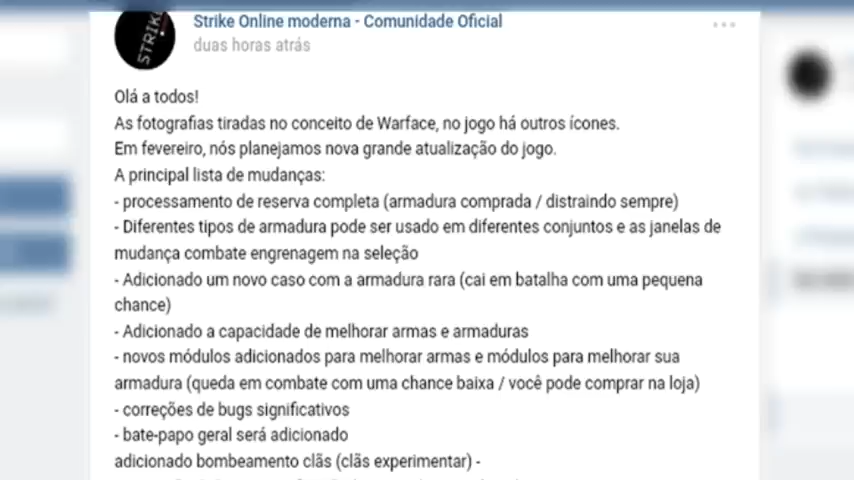 Strike Online moderna - Comunidade Oficial
duas horas atrás
Olá a todos!
As fotografias tiradas no conceito de Warface, no jogo há outros ícones.
Em fevereiro, nós planejamos nova grande atualização do jogo.
A principal lista de mudanças:
- processamento de reserva completa (armadura comprada / distraindo sempre)
- Diferentes tipos de armadura pode ser usado em diferentes conjuntos e as janelas de
mudança combate engrenagem na seleção
- Adicionado um novo caso com a armadura rara (cai em batalha com uma pequena
chance)
- Adicionado a capacidade de melhorar armas e armaduras
- novos módulos adicionados para melhorar armas e módulos para melhorar sua
armadura (queda em combate com uma chance baixa / você pode comprar na loja)
- correções de bugs significativos
- bate-papo geral será adicionado
adicionado bombeamento clãs (clãs experimentar) -